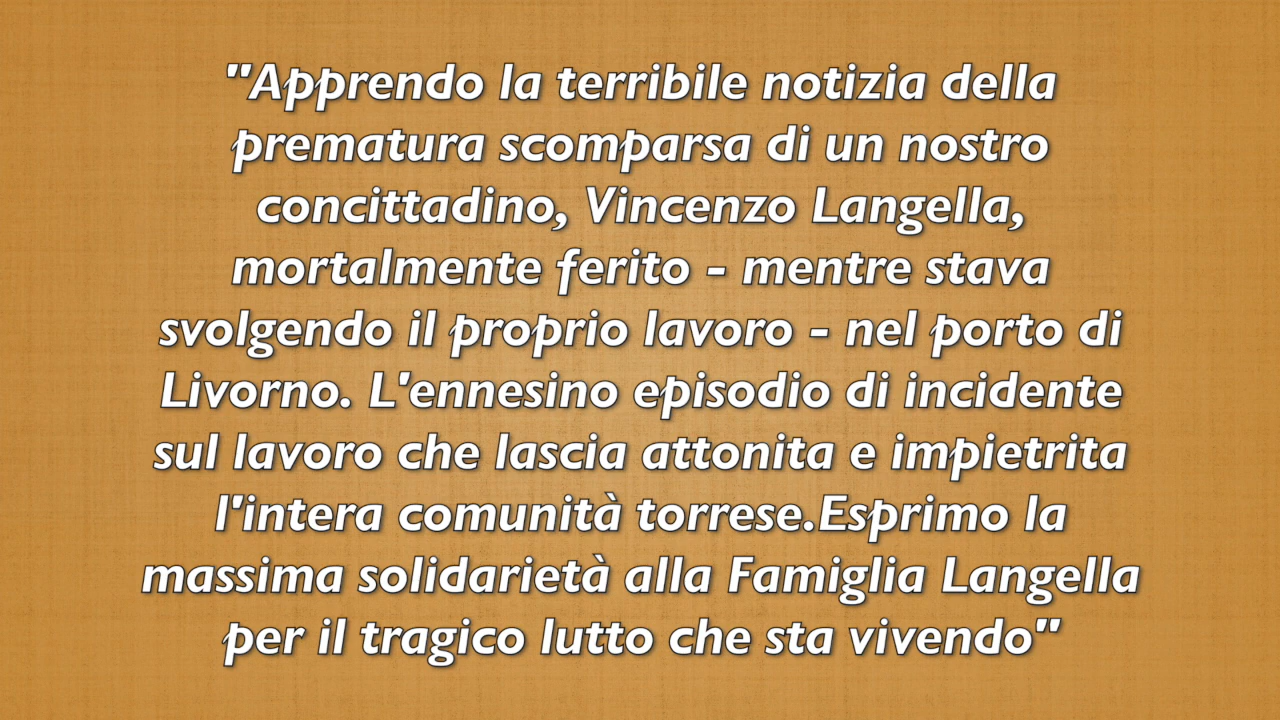 "Apprendo la terribile notizia della
prematura scomparsa di un nostro
concittadino, Vincenzo Langella,
mortalmente ferito - mentre stava
svolgendo il proprio lavoro - nel porto di
Livorno. L'ennesino episodio di incidente
sul lavoro che lascia attonita e impietrita
l'intera comunità torrese.Esprimo la
massima solidarietà alla Famiglia Langella
per il tragico lutto che sta vivendo"